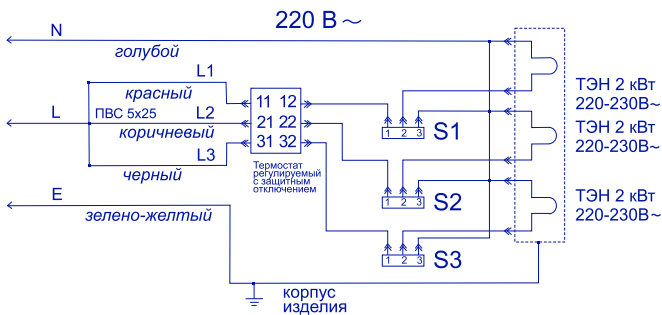 220 В ~
N
голубой
L1
красный
L
ПВС 5х25
L2
коричневый
L3
черный
E
зелено-желтый
11 12
21 22
31 32
Термостат
регулируемый
с защитным
отключением
1 2 3
S1
1 2 3
S2
1 2 3
S3
ТЭН 2 кВт
220-230В~
ТЭН 2 кВт
220-230В~
ТЭН 2 кВт
220-230В~
корпус
изделия